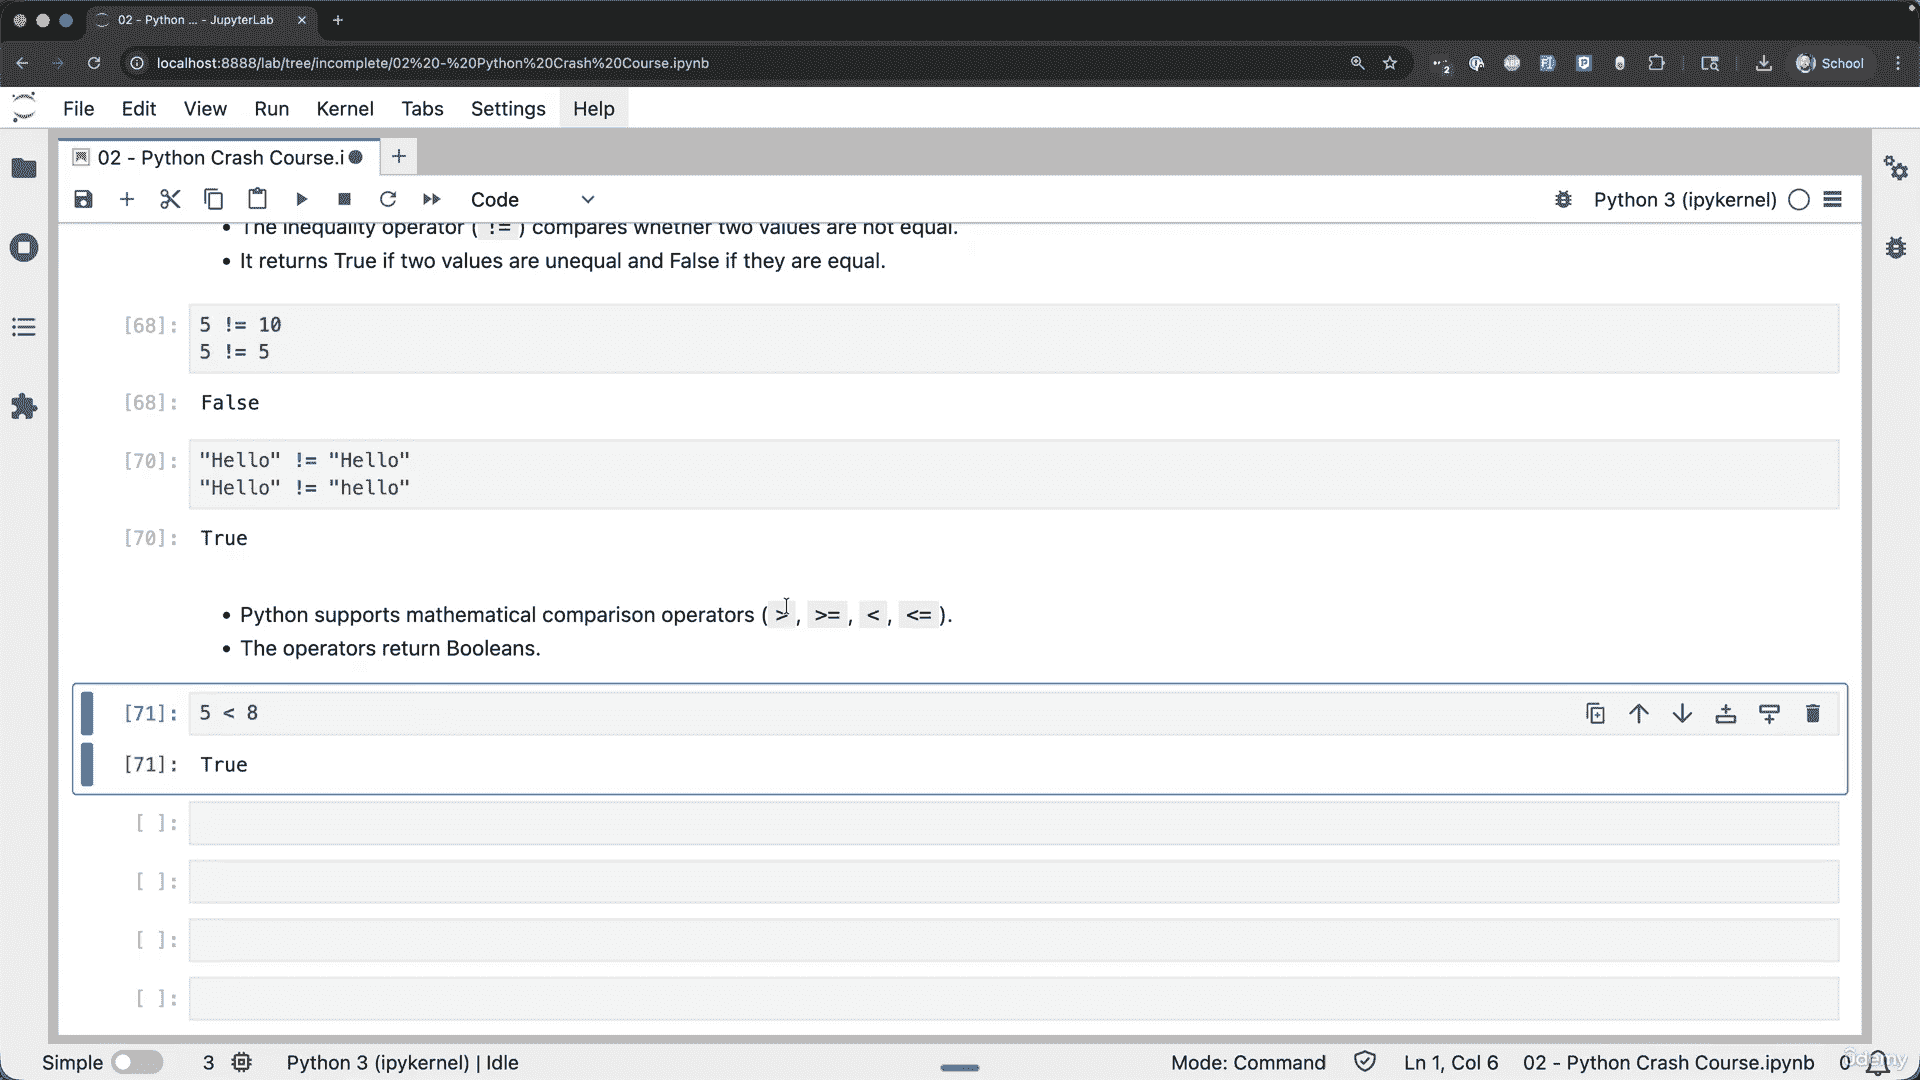 02 - Python ... - JupyterLab
localhost:8888/lab/tree/incomplete/02%20-%20Python%20Crash%20Course.ipynb
2
School
File Edit View Run Kernel Tabs Settings Help
02 - Python Crash Course.i
Code
Python 3 (ipykernel)
• The inequality operator ( != ) compares whether two values are not equal.
• It returns True if two values are unequal and False if they are equal.
[68]: 5 != 10
5 != 5
[68]: False
[70]: "Hello" != "Hello"
"Hello" != "hello"
[70]: True
• Python supports mathematical comparison operators ( >, >=, <, <= ).
• The operators return Booleans.
[71]: 5 < 8
[71]: True
[ ]:
[ ]:
[ ]:
[ ]:
Simple 3 Python 3 (ipykernel) | Idle Mode: Command Ln 1, Col 6 02 - Python Crash Course.ipynb 0
udemy